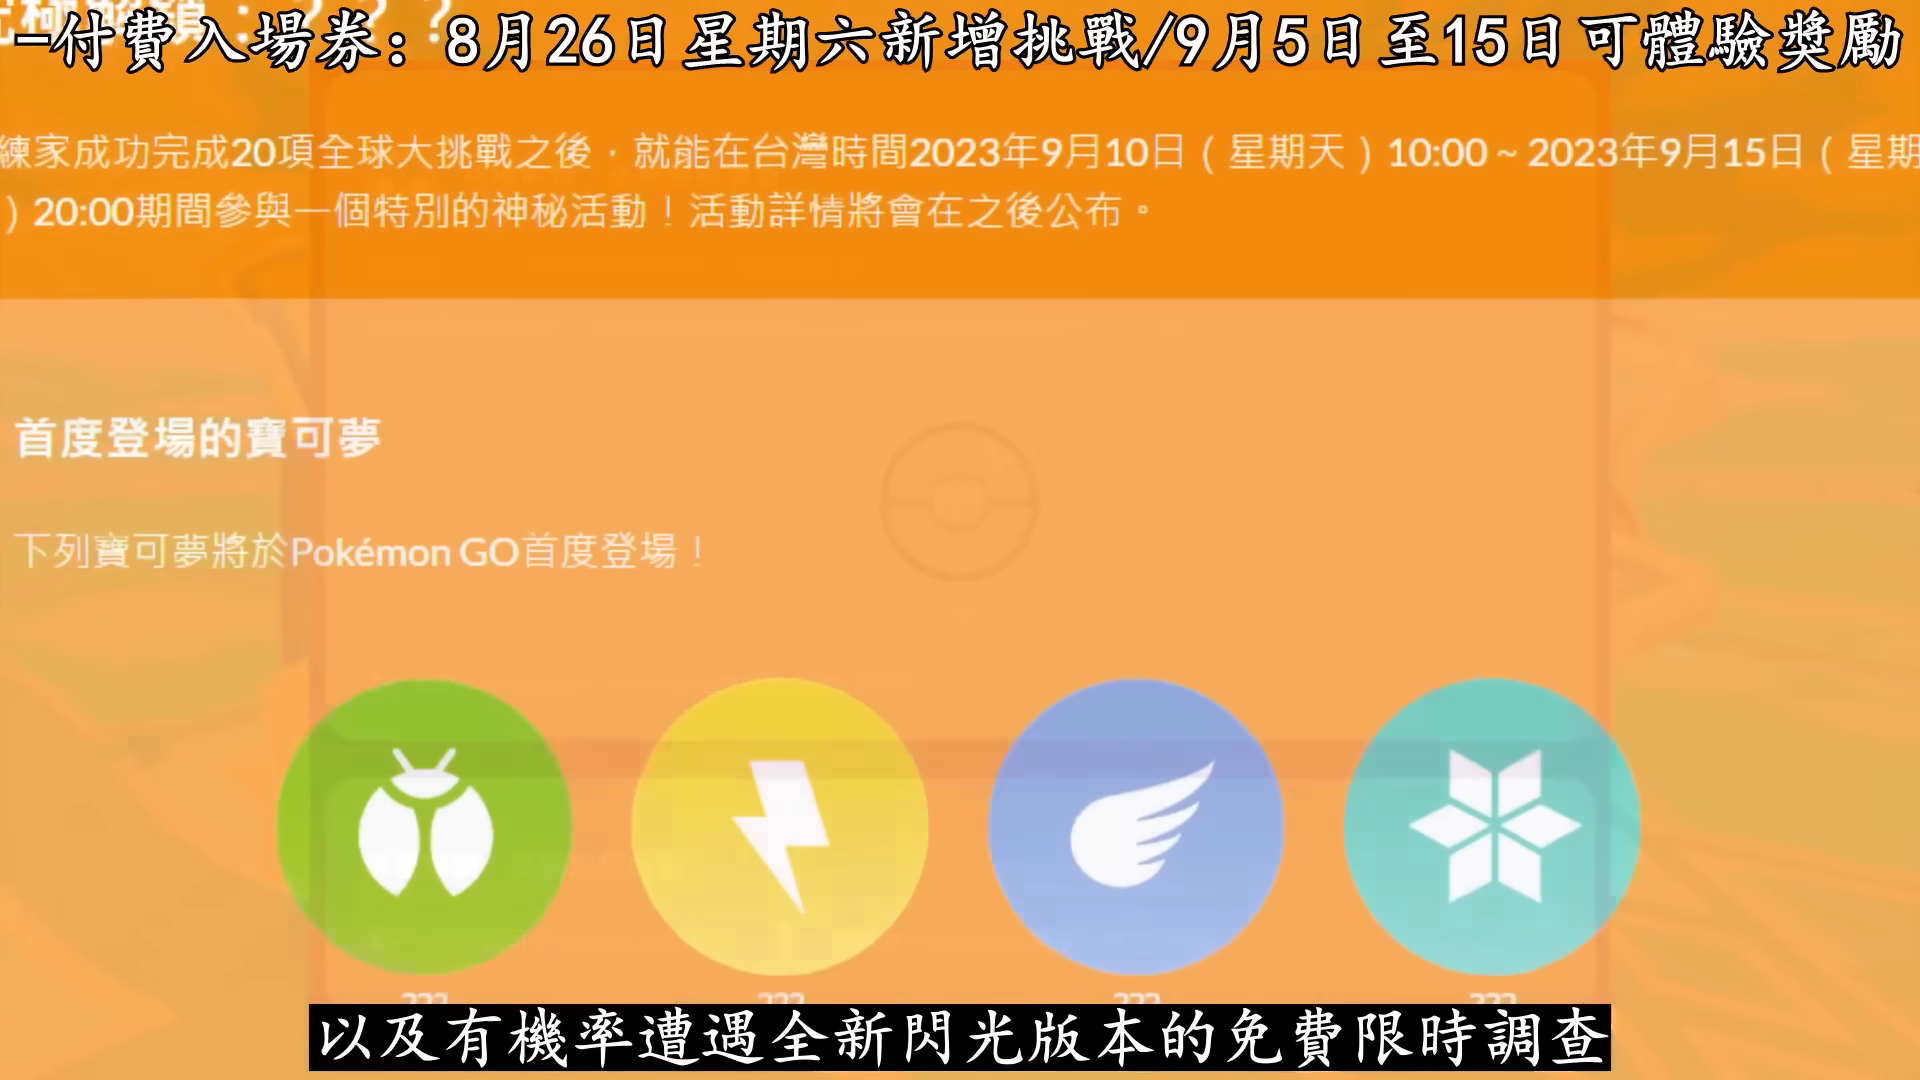 -付費入場券：8月26日星期六新增挑戰/9月5日至15日可體驗獎勵
極解鎖：？？？
練家成功完成20項全球大挑戰之後，就能在台灣時間2023年9月10日（星期天）10:00 ~ 2023年9月15日（星期
）20:00期間參與一個特別的神秘活動！活動詳情將會在之後公布。
首度登場的寶可夢
下列寶可夢將於Pokémon GO首度登場！
??? ??? ??? ???
以及有機率遭遇全新閃光版本的免費限時調查